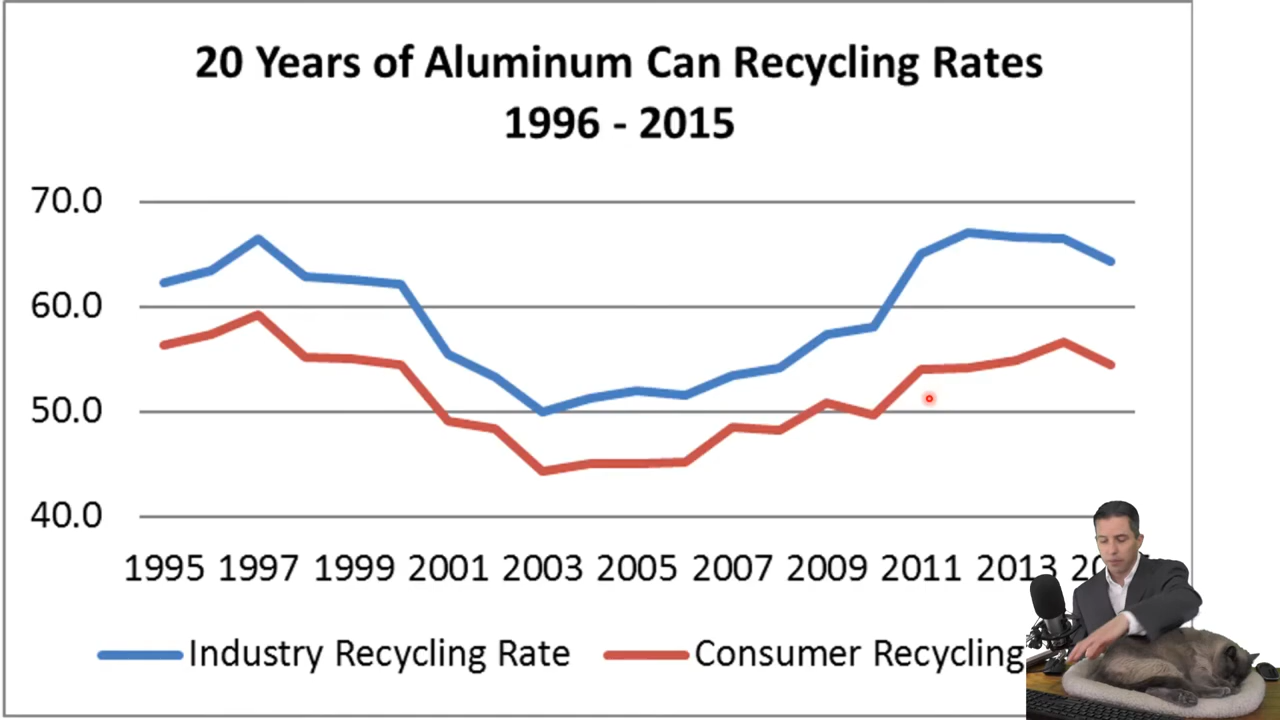 20 Years of Aluminum Can Recycling Rates
1996 - 2015
70.0
60.0
50.0
40.0
1995 1997 1999 2001 2003 2005 2007 2009 2011 2013
Industry Recycling Rate Consumer Recycling